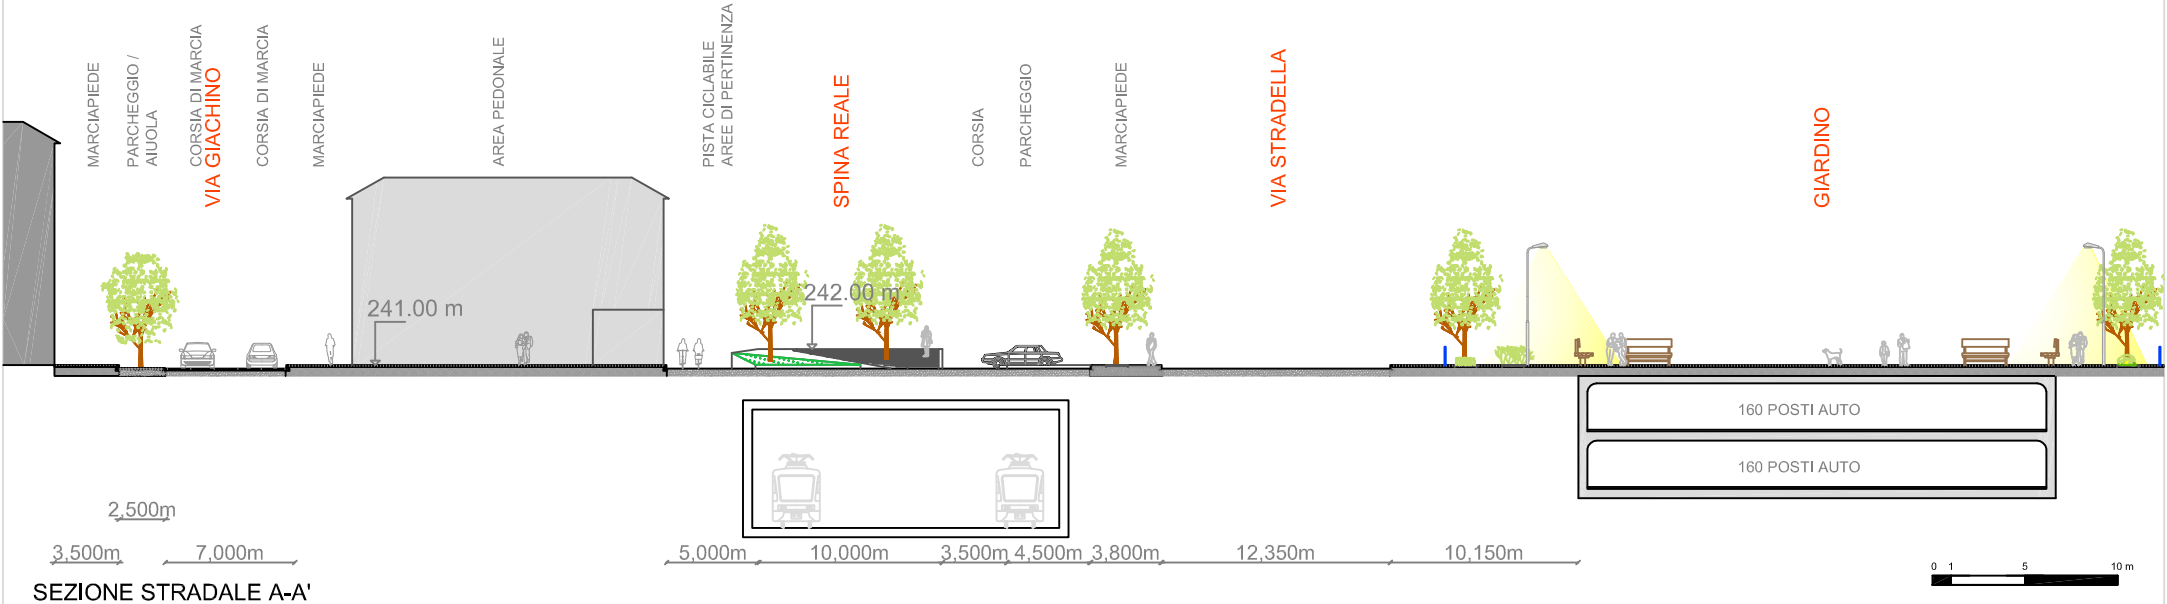 MARCIAPIEDE
PARCHEGGIO /
AIUOLA
CORSIA DI MARCIA
VIA GIACHINO
CORSIA DI MARCIA
MARCIAPIEDE
AREA PEDONALE
PISTA CICLABILE
AREE DI PERTINENZA
SPINA REALE
CORSIA
PARCHEGGIO
MARCIAPIEDE
VIA STRADELLA
GIARDINO
241.00 m
242.00 m
160 POSTI AUTO
160 POSTI AUTO
2,500m
3,500m
7,000m
5,000m
10,000m
3,500m
4,500m
3,800m
12,350m
10,150m
0 1 5 10 m
SEZIONE STRADALE A-A'